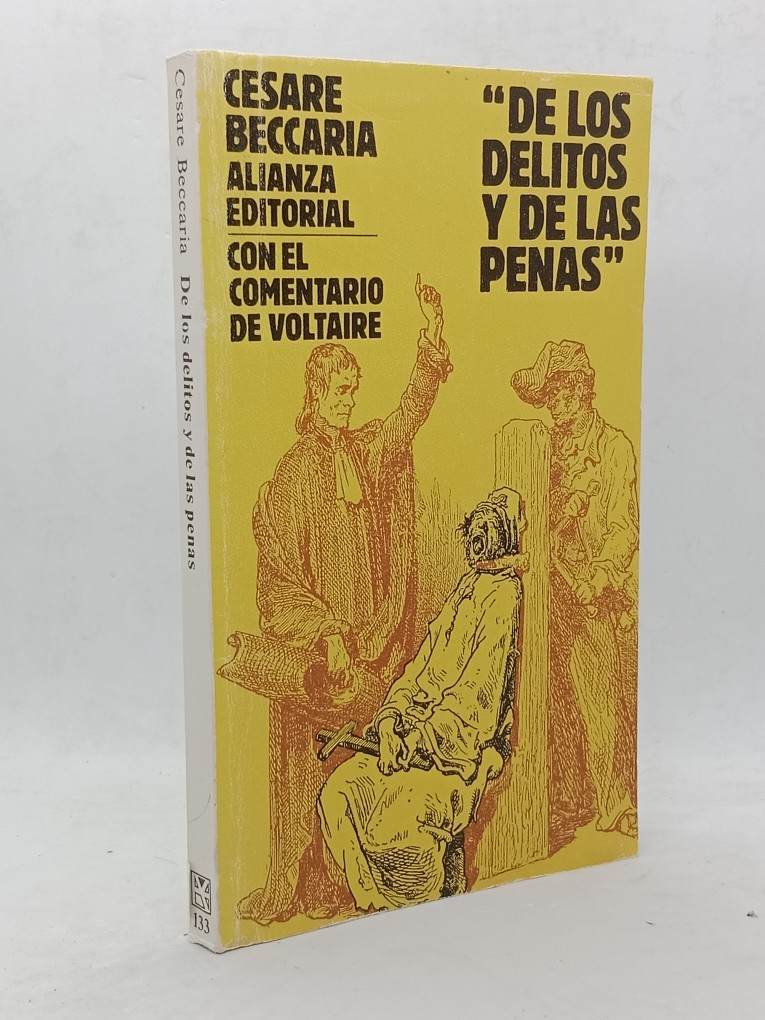 CESARE
BECCARIA
ALIANZA
EDITORIAL
CON EL
COMENTARIO
DE VOLTAIRE
“DE LOS
DELITOS
Y DE LAS
PENAS”
Cesare Beccaria De los delitos y de las penas
133